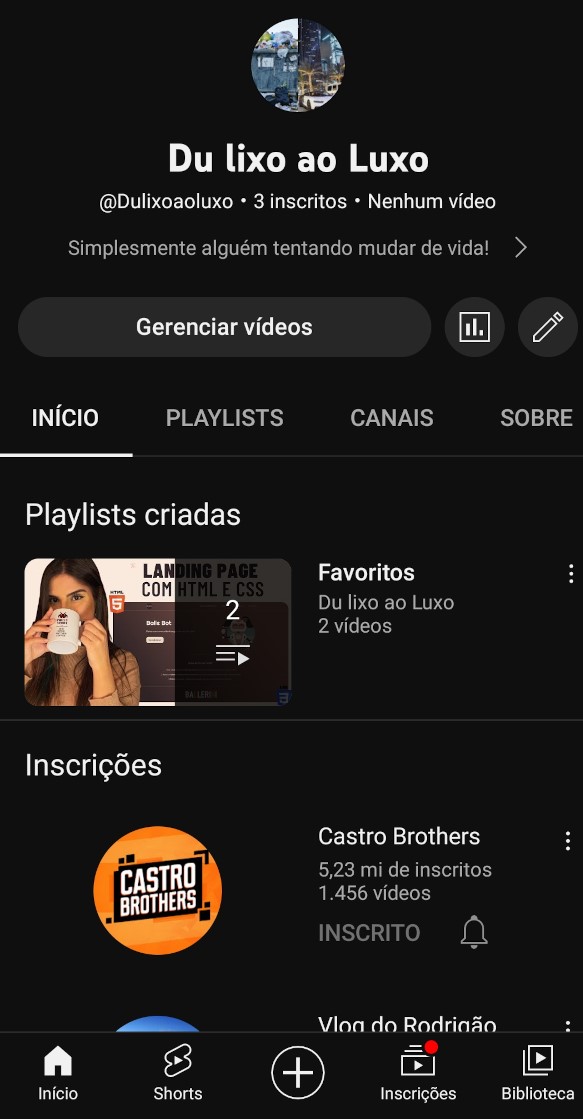 Du lixo ao Luxo
@Dulixoaoluxo • 3 inscritos • Nenhum vídeo
Simplesmente alguém tentando mudar de vida!
Gerenciar vídeos
INÍCIO PLAYLISTS CANAIS SOBRE
Playlists criadas
LANDING PAGE
COM HTML E CSS
HTML
5
2
Favoritos
Du lixo ao Luxo
2 vídeos
Inscrições
CASTRO
BROTHERS
Castro Brothers
5,23 mi de inscritos
1.456 vídeos
INSCRITO
Vlog do Rodrigão
Início Shorts Inscrições Biblioteca